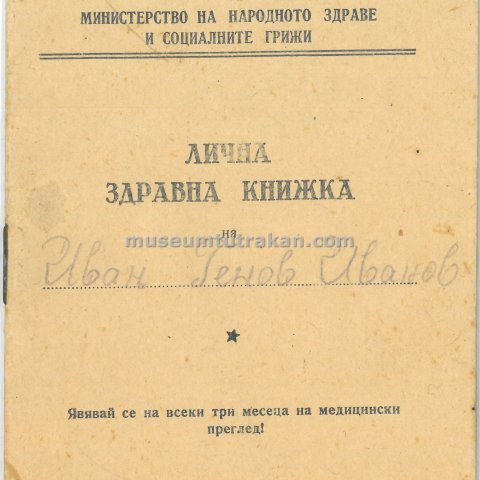 МИНИСТЕРСТВО НА НАРОДНОТО ЗДРАВЕ
И СОЦИАЛНИТЕ ГРИЖИ
ЛИЧНА
ЗДРАВНА КНИЖКА
на
museumtutrakan.com
Иван Генов Иванов
Явявай се на всеки три месеца на медицински
преглед!